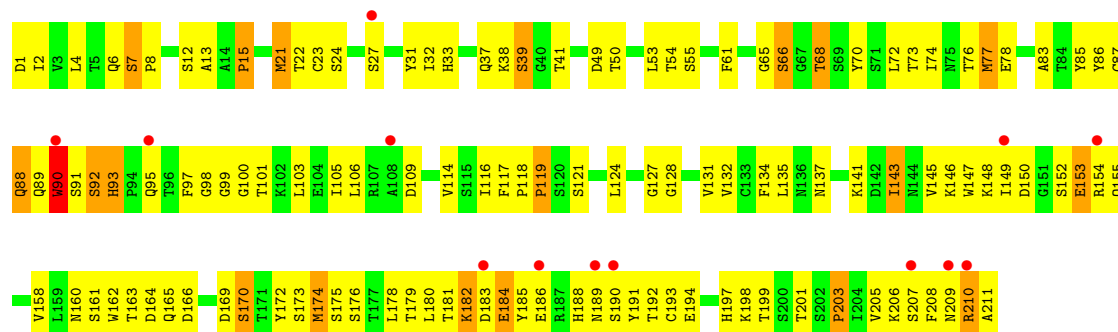 D1 I2 V3 L4 T5 Q6 S7 P8 S12 A13 A14 P15 M21 T22 C23 S24 S27 Y31 I32 H33 Q37 K38 S39 G40 T41 D49 T50 L53 T54 S55 F61 G65 S66 G67 T68 S69 Y70 S71 L72 T73 I74 N75 T76 M77 E78 A83 T84 Y85 Y86 C87
Q88 Q89 W90 S91 S92 H93 P94 Q95 T96 F97 G98 G99 G100 T101 K102 L103 E104 I105 L106 R107 A108 D109 V114 S115 I116 F117 P118 P119 S120 S121 L124 G127 G128 V131 V132 C133 F134 L135 N136 N137 K141 D142 I143 N144 V145 K146 W147 K148 I149 D150 G151 S152 E153 R154 Q155
V158 L159 N160 S161 W162 T163 D164 Q165 D166 D169 S170 T171 Y172 S173 M174 S175 S176 T177 L178 T179 L180 T181 K182 D183 E184 Y185 E186 R187 H188 N189 S190 Y191 T192 C193 E194 H197 K198 T199 S200 T201 S202 P203 I204 V205 K206 S207 F208 N209 R210 A211